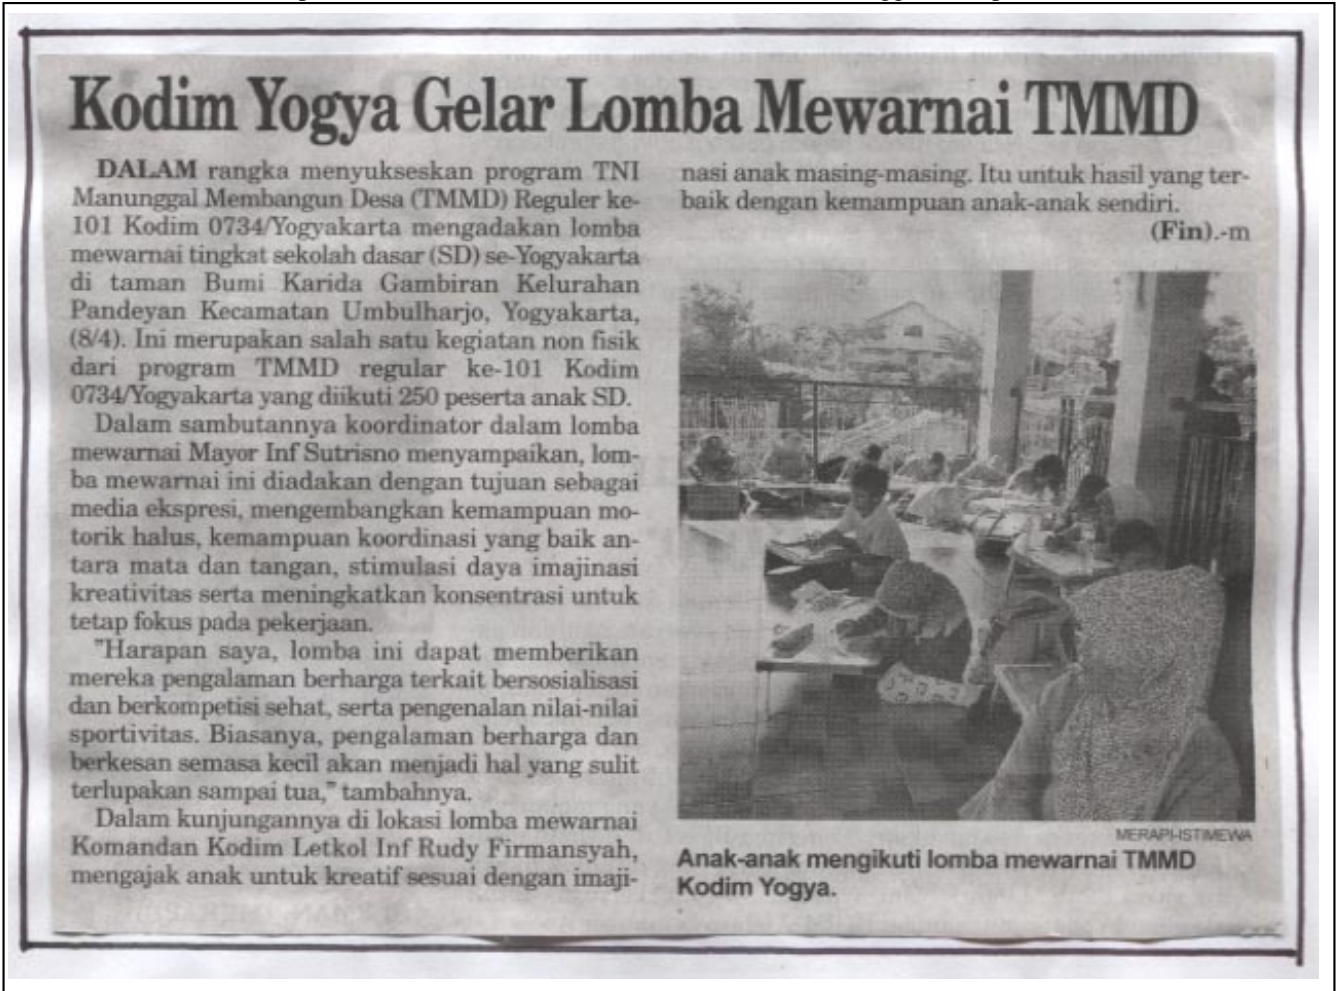 Kodim Yogya Gelar Lomba Mewarnai TMMD
DALAM rangka menyukseskan program TNI
Manunggal Membangun Desa (TMMD) Reguler ke-
101 Kodim 0734/Yogyakarta mengadakan lomba
mewarnai tingkat sekolah dasar (SD) se-Yogyakarta
di taman Bumi Karida Gambiran Kelurahan
Pandeyan Kecamatan Umbulharjo, Yogyakarta,
(8/4). Ini merupakan salah satu kegiatan non fisik
dari program TMMD regular ke-101 Kodim
0734/Yogyakarta yang diikuti 250 peserta anak SD.
Dalam sambutannya koordinator dalam lomba
mewarnai Mayor Inf Sutrisno menyampaikan, lom-
ba mewarnai ini diadakan dengan tujuan sebagai
media ekspresi, mengembangkan kemampuan mo-
torik halus, kemampuan koordinasi yang baik an-
tara mata dan tangan, stimulasi daya imajinasi
kreativitas serta meningkatkan konsentrasi untuk
tetap fokus pada pekerjaan.
"Harapan saya, lomba ini dapat memberikan
mereka pengalaman berharga terkait bersosialisasi
dan berkompetisi sehat, serta pengenalan nilai-nilai
sportivitas. Biasanya, pengalaman berharga dan
berkesan semasa kecil akan menjadi hal yang sulit
terlupakan sampai tua," tambahnya.
Dalam kunjungannya di lokasi lomba mewarnai
Komandan Kodim Letkol Inf Rudy Firmansyah,
mengajak anak untuk kreatif sesuai dengan imaji-
nasi anak masing-masing. Itu untuk hasil yang ter-
baik dengan kemampuan anak-anak sendiri.
(Fin).-m
MERAPI-ISTIMEWA
Anak-anak mengikuti lomba mewarnai TMMD
Kodim Yogya.